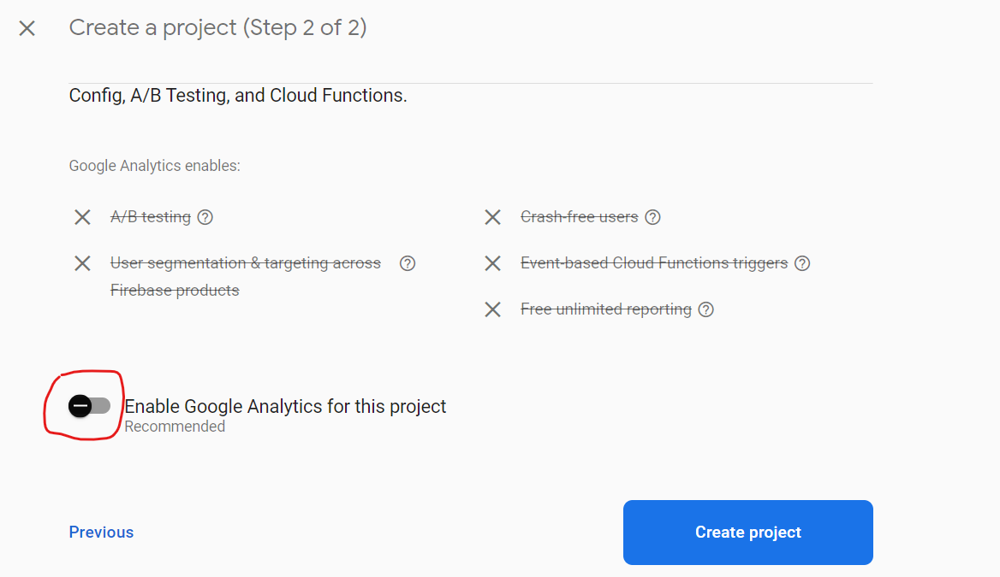 Create a project (Step 2 of 2)
Config, A/B Testing, and Cloud Functions.
Google Analytics enables:
A/B testing
Crash-free users
User segmentation & targeting across
Firebase products
Event-based Cloud Functions triggers
Free unlimited reporting
Enable Google Analytics for this project
Recommended
Previous
Create project